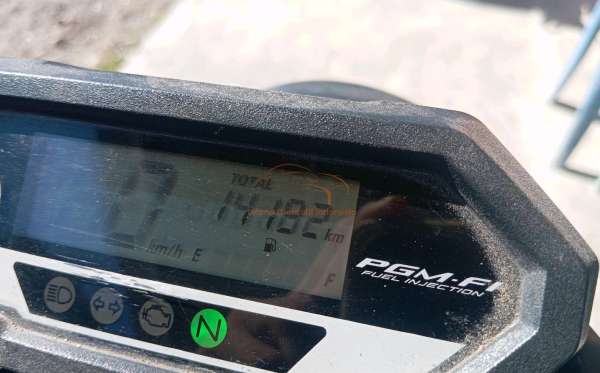 TOTAL
14182 km
km/h E
F
PGM.FI
FUEL INJECTION
N